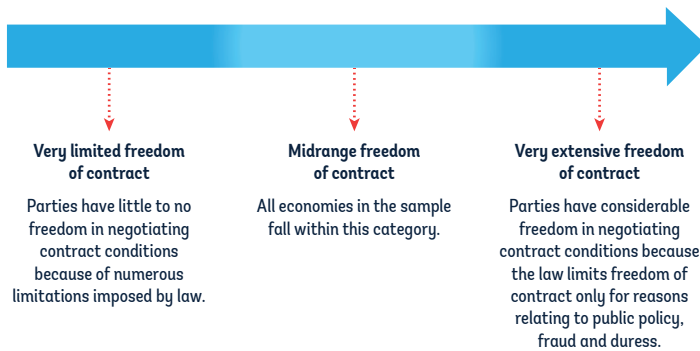 Very limited freedom
of contract
Parties have little to no
freedom in negotiating
contract conditions
because of numerous
limitations imposed by law.
Midrange freedom
of contract
All economies in the sample
fall within this category.
Very extensive freedom
of contract
Parties have considerable
freedom in negotiating
contract conditions because
the law limits freedom of
contract only for reasons
relating to public policy,
fraud and duress.